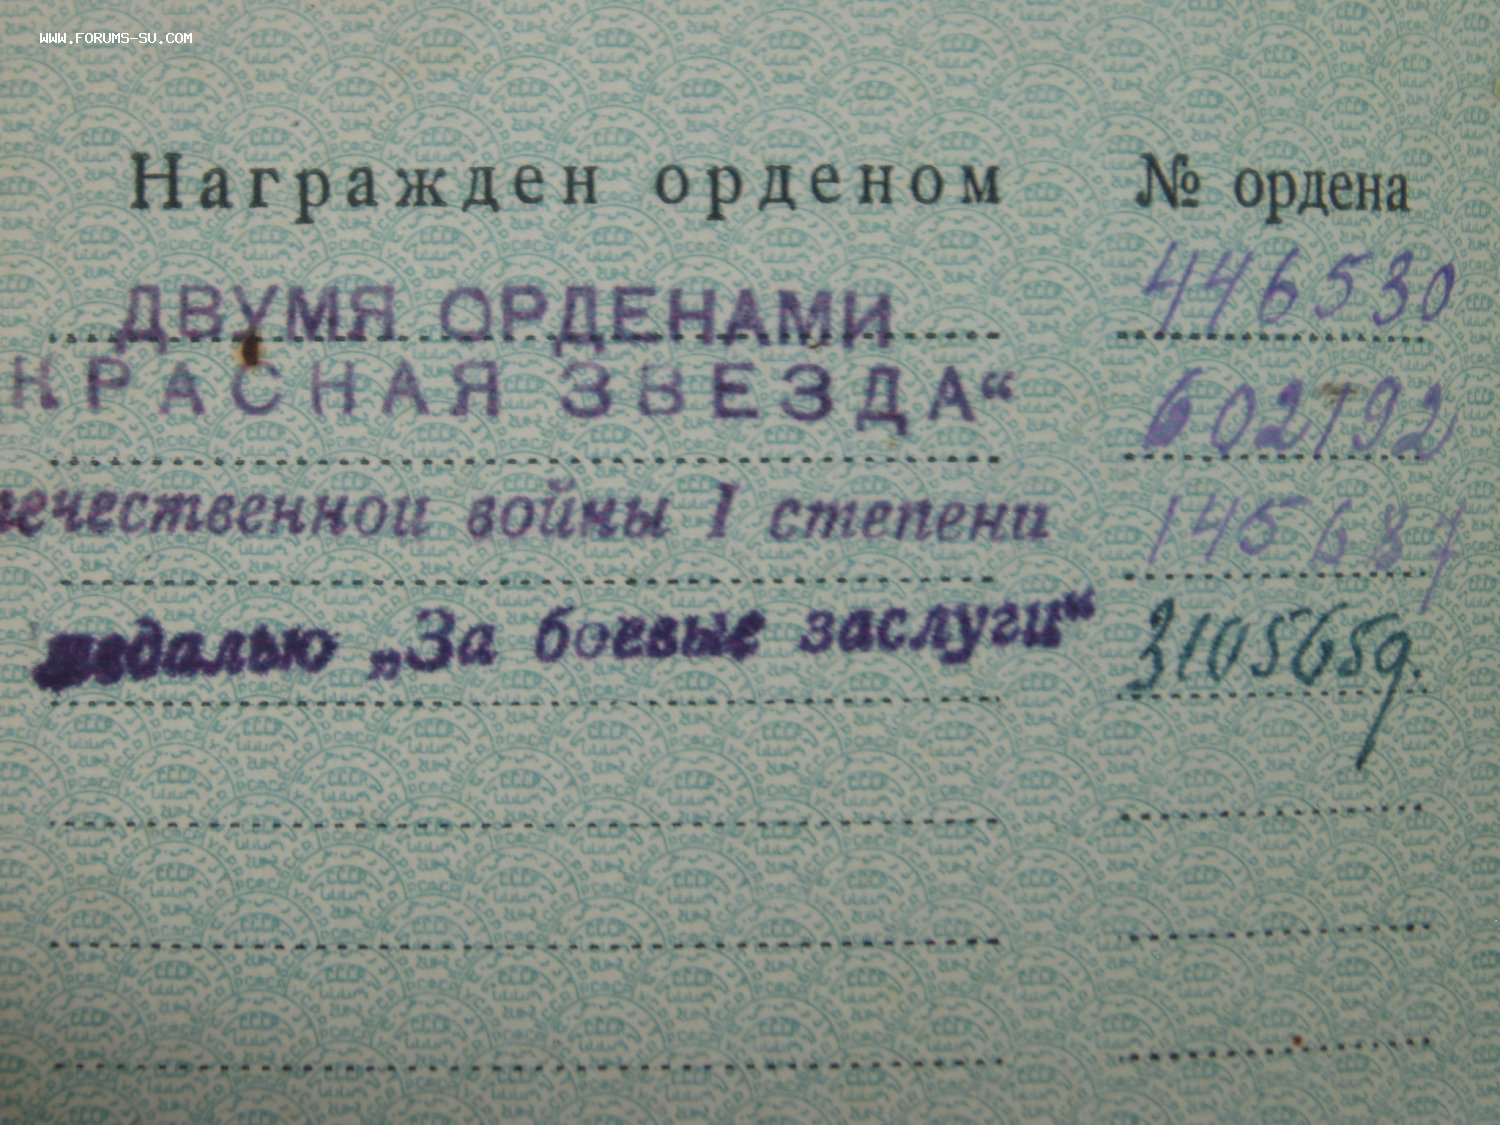 WWW.FORUMS-SU.COM
Награжден орденом № ордена
ДВУМЯ ОРДЕНАМИ 446530
КРАСНАЯ ЗВЕЗДА“ 602792
ечественной войны I степени 145687
медалью „За боевые заслуги“ 3105659.